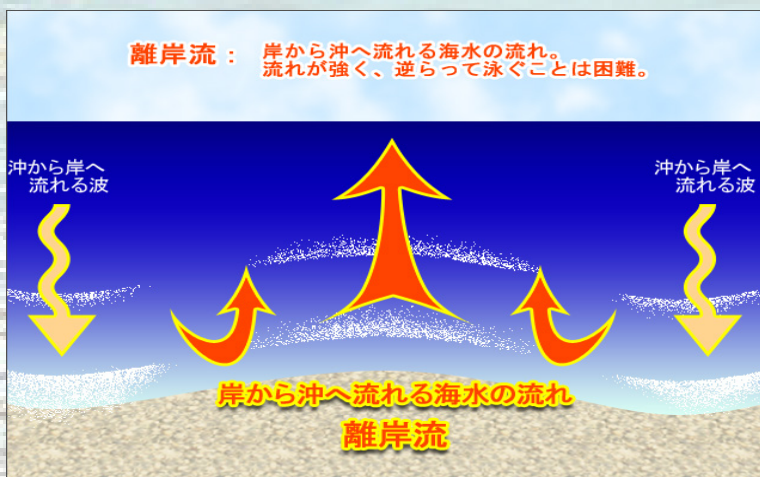 離岸流：
岸から沖へ流れる海水の流れ。
流れが強く、逆らって泳ぐことは困難。
沖から岸へ
流れる波
沖から岸へ
流れる波
岸から沖へ流れる海水の流れ
離岸流